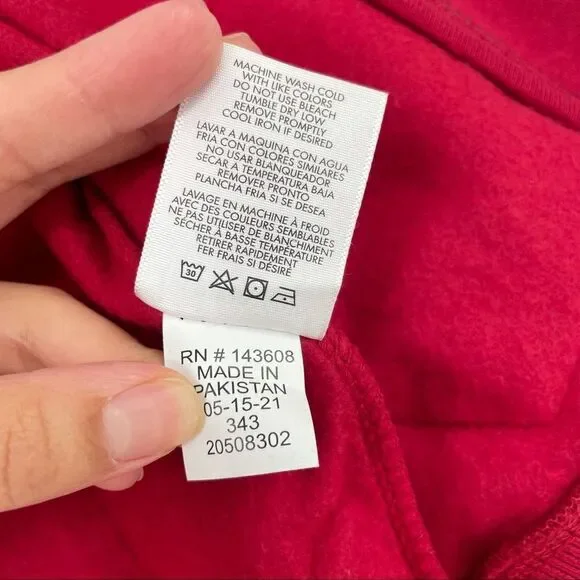 MACHINE WASH COLD
WITH LIKE COLORS
DO NOT USE BLEACH
TUMBLE DRY LOW
REMOVE PROMPTLY
COOL IRON IF DESIRED
LAVAR A MAQUINA CON AGUA
FRIA CON COLORES SIMILARES
NO USAR BLANQUEADOR
SECAR A TEMPERATURA BAJA
REMOVER PRONTO
PLANCHA FRIA SI SE DESEA
LAVAGE EN MACHINE À FROID
AVEC DES COULEURS SEMBLABLES
NE PAS UTILISER DE BLANCHIMENT
SÉCHER À BASSE TEMPÉRATURE
RETIRER RAPIDEMENT
FER FRAIS SI DÉSIRÉ
30
RN # 143608
MADE IN
PAKISTAN
05-15-21
343
20508302